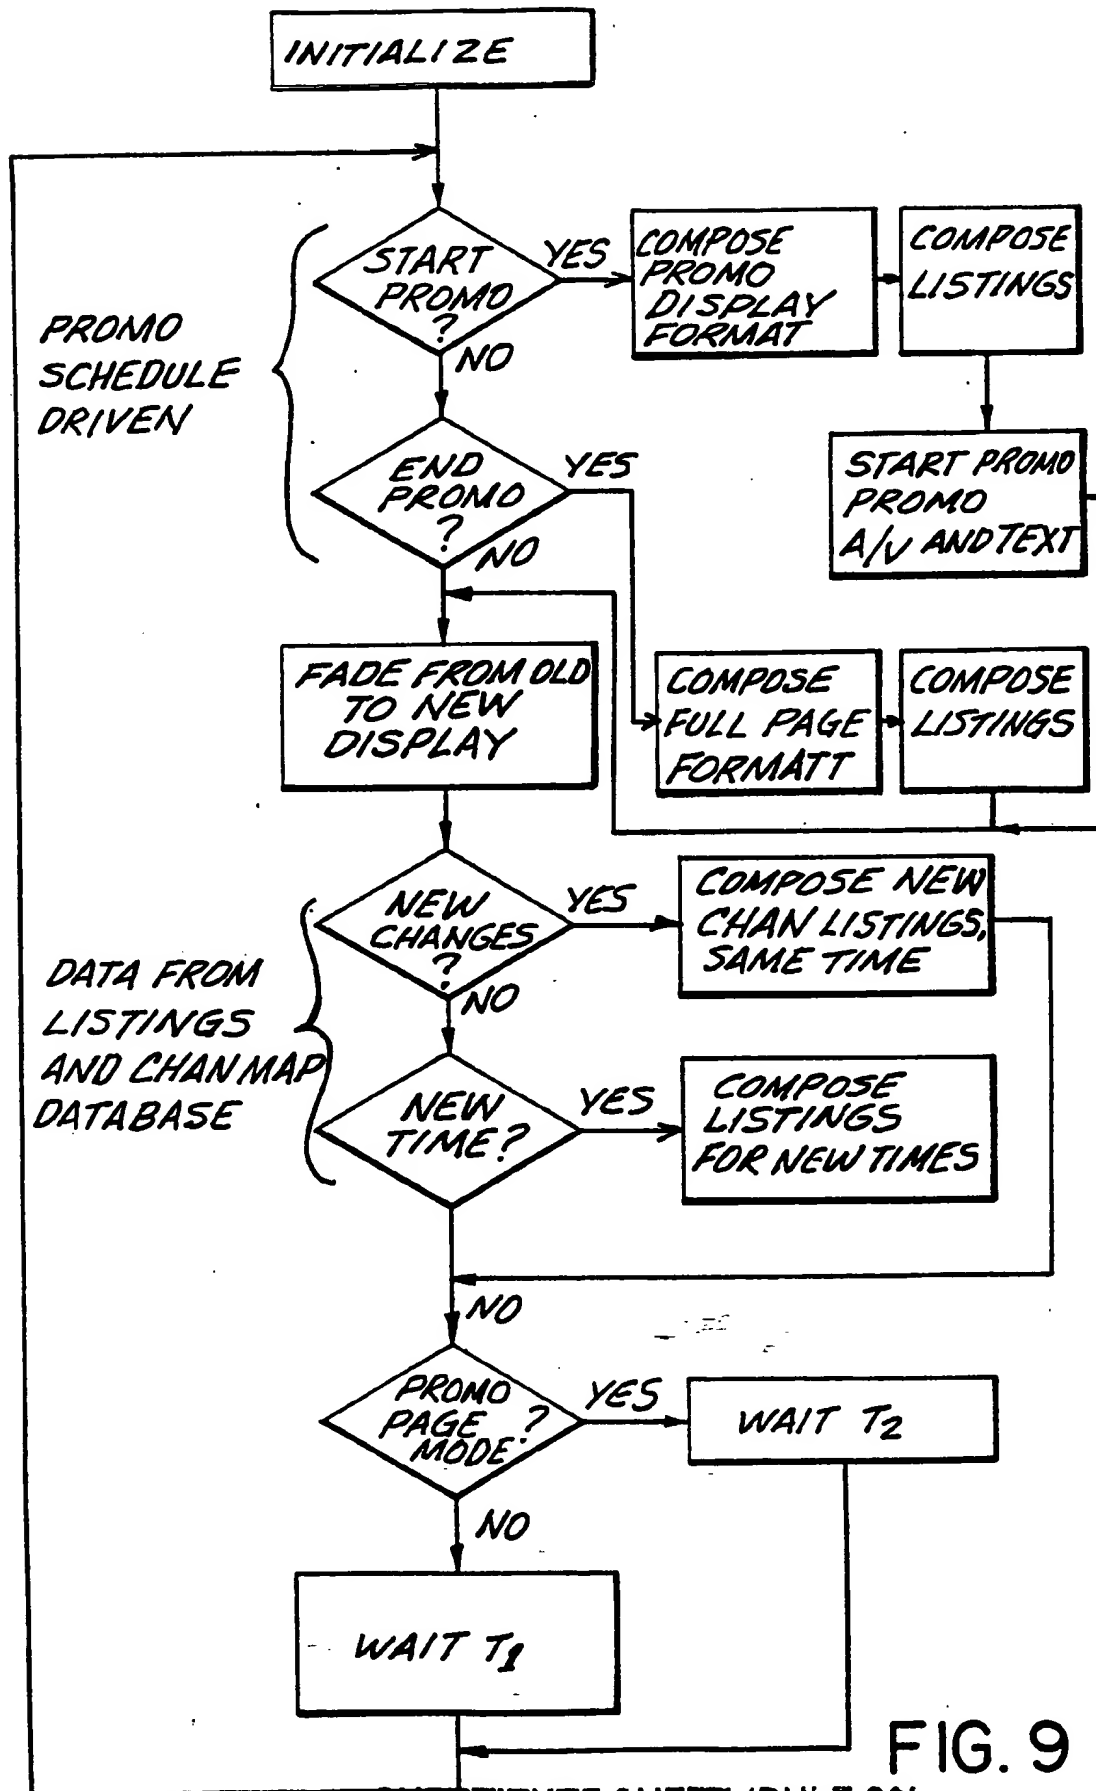 INITIALIZE
START
PROMO
?
YES
COMPOSE
PROMO
DISPLAY
FORMAT
COMPOSE
LISTINGS
NO
PROMO
SCHEDULE
DRIVEN
END
PROMO
?
YES
START PROMO
PROMO
A/V AND TEXT
NO
FADE FROM OLD
TO NEW
DISPLAY
COMPOSE
FULL PAGE
FORMATT
COMPOSE
LISTINGS
NEW
CHANGES
?
YES
COMPOSE NEW
CHAN LISTINGS,
SAME TIME
NO
DATA FROM
LISTINGS
AND CHAN MAP
DATABASE
NEW
TIME?
YES
COMPOSE
LISTINGS
FOR NEW TIMES
NO
PROMO
PAGE ?
MODE
YES
WAIT T2
NO
WAIT T1
FIG. 9